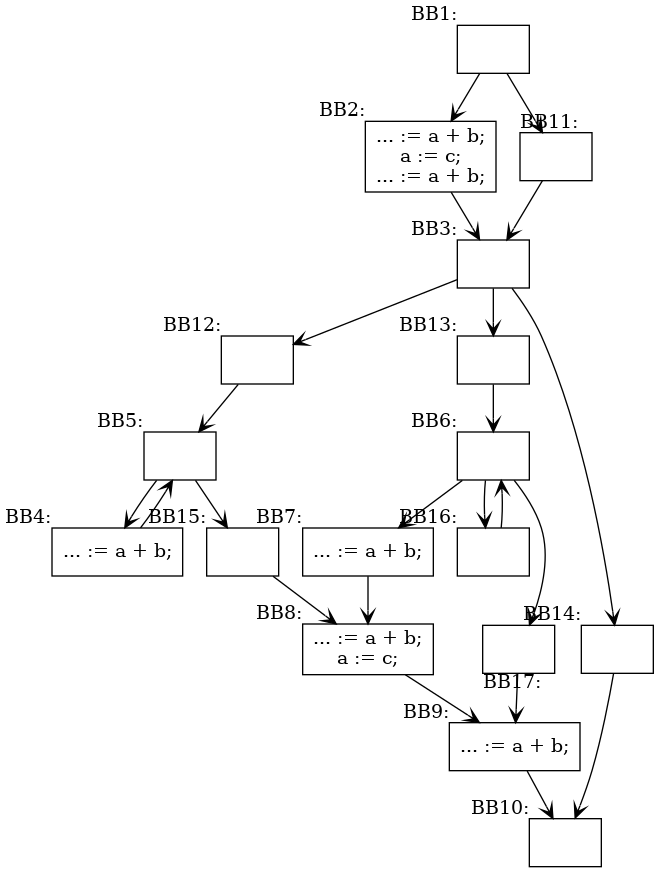 BB1:
BB2:
... := a + b;
a := c;
... := a + b;
BB11:
BB3:
BB12:
BB13:
BB5:
BB6:
BB4:
... := a + b;
BB15:
BB7:
... := a + b;
BB16:
BB8:
... := a + b;
a := c;
BB14:
BB17:
BB9:
... := a + b;
BB10: